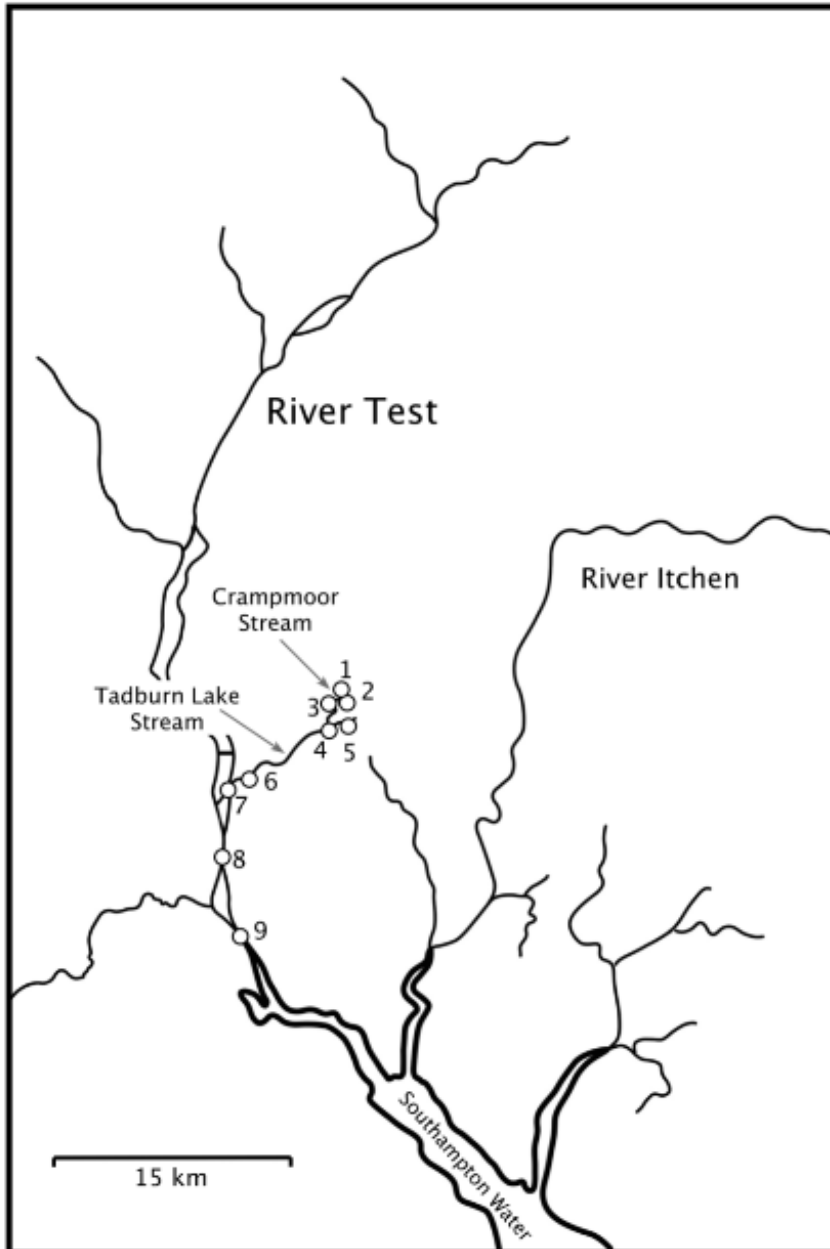 River Test
River Itchen
Crampmoor
Stream
1
2
3
Tadburn Lake
Stream
4
5
6
7
8
9
Southampton Water
15 km